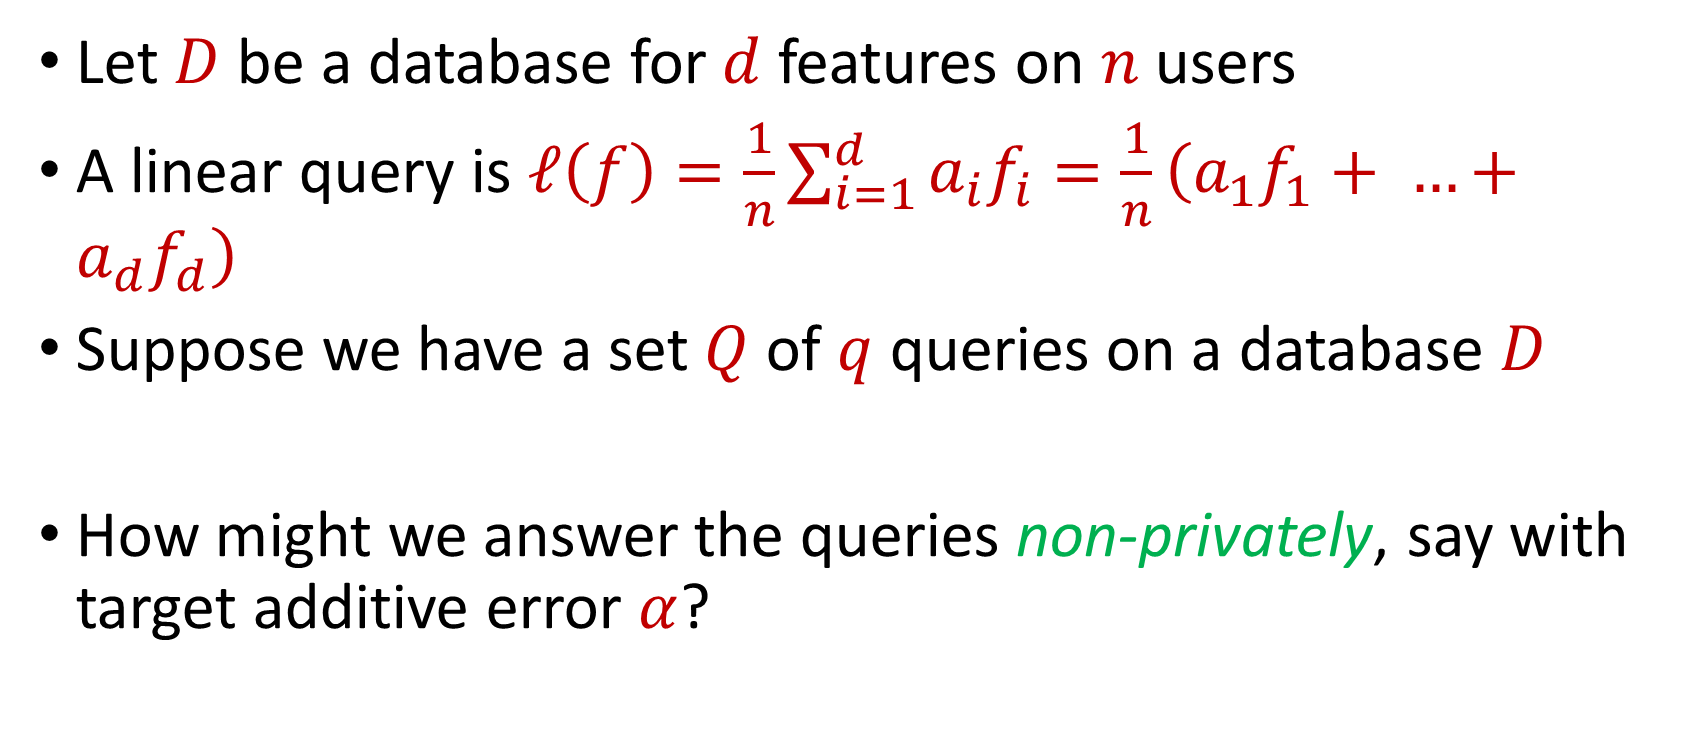 • Let D be a database for d features on n users
• A linear query is ℓ(f) = 1/n ∑_{i=1}^{d} a_i f_i = 1/n (a_1 f_1 + … +
a_d f_d)
• Suppose we have a set Q of q queries on a database D
• How might we answer the queries non-privately, say with
target additive error α?